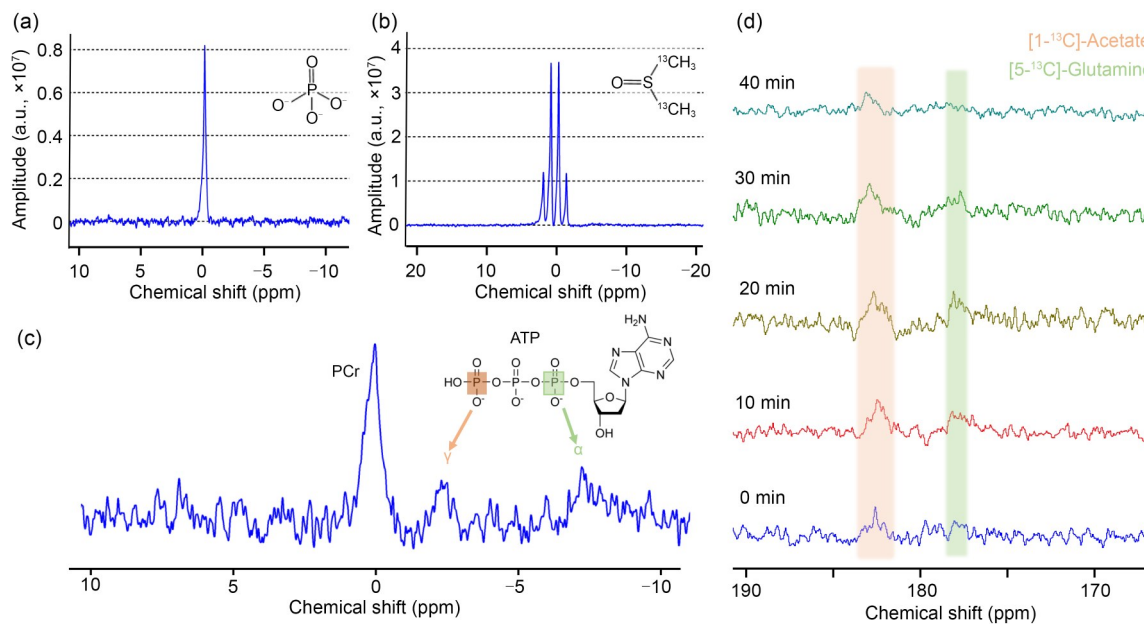 (a)
Amplitude (a.u., ×10⁷)
0.8
0.6
0.4
0.2
0
10 5 0 −5 −10
Chemical shift (ppm)
O
O⁻ P O⁻
O⁻
(b)
Amplitude (a.u., ×10⁷)
4
3
2
1
0
20 10 0 −10 −20
Chemical shift (ppm)
¹³CH₃
O S
¹³CH₃
(c)
PCr
ATP
NH₂
N N
N N
O O O
HO P O P O P O
O⁻ O⁻ O⁻
O
OH
γ α
10 5 0 −5 −10
Chemical shift (ppm)
(d)
[1-¹³C]-Acetate
[5-¹³C]-Glutamine
40 min
30 min
20 min
10 min
0 min
190 180 170
Chemical shift (ppm)